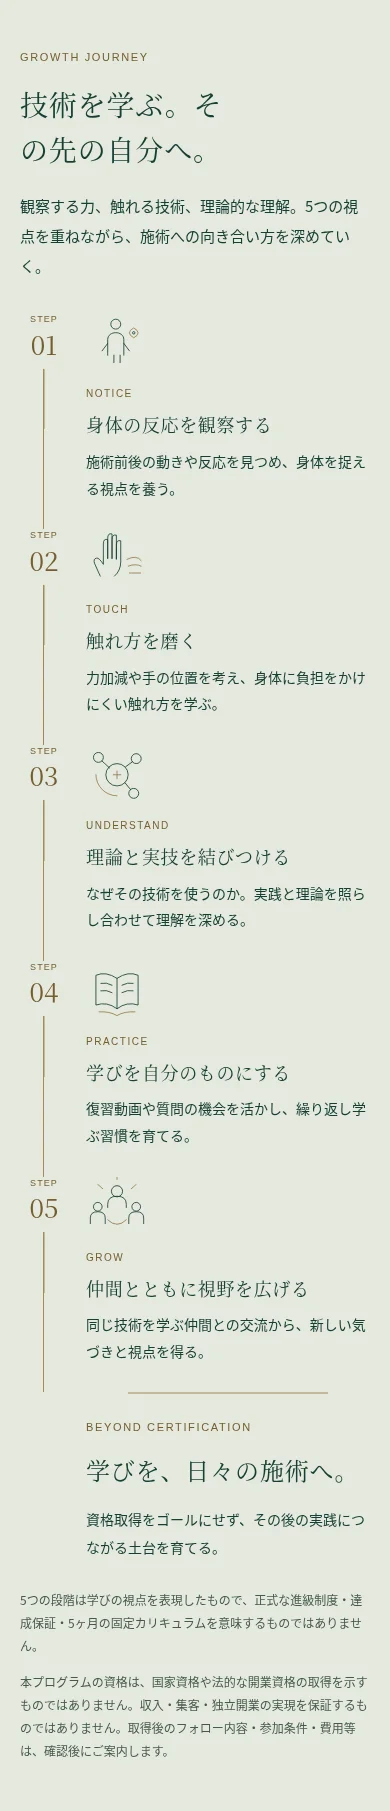 GROWTH JOURNEY
技術を学ぶ。そ
の先の自分へ。
観察する力、触れる技術、理論的な理解。5つの視
点を重ねながら、施術への向き合い方を深めてい
く。
STEP
01
NOTICE
身体の反応を観察する
施術前後の動きや反応を見つめ、身体を捉え
る視点を養う。
STEP
02
TOUCH
触れ方を磨く
力加減や手の位置を考え、身体に負担をかけ
にくい触れ方を学ぶ。
STEP
03
UNDERSTAND
理論と実技を結びつける
なぜその技術を使うのか。実践と理論を照ら
し合わせて理解を深める。
STEP
04
PRACTICE
学びを自分のものにする
復習動画や質問の機会を活かし、繰り返し学
ぶ習慣を育てる。
STEP
05
GROW
仲間とともに視野を広げる
同じ技術を学ぶ仲間との交流から、新しい気
づきと視点を得る。
BEYOND CERTIFICATION
学びを、日々の施術へ。
資格取得をゴールにせず、その後の実践につ
ながる土台を育てる。
5つの段階は学びの視点を表現したもので、正式な進級制度・達
成保証・5ヶ月の固定カリキュラムを意味するものではありませ
ん。
本プログラムの資格は、国家資格や法的な開業資格の取得を示す
ものではありません。収入・集客・独立開業の実現を保証するも
のではありません。取得後のフォロー内容・参加条件・費用等
は、確認後にご案内します。